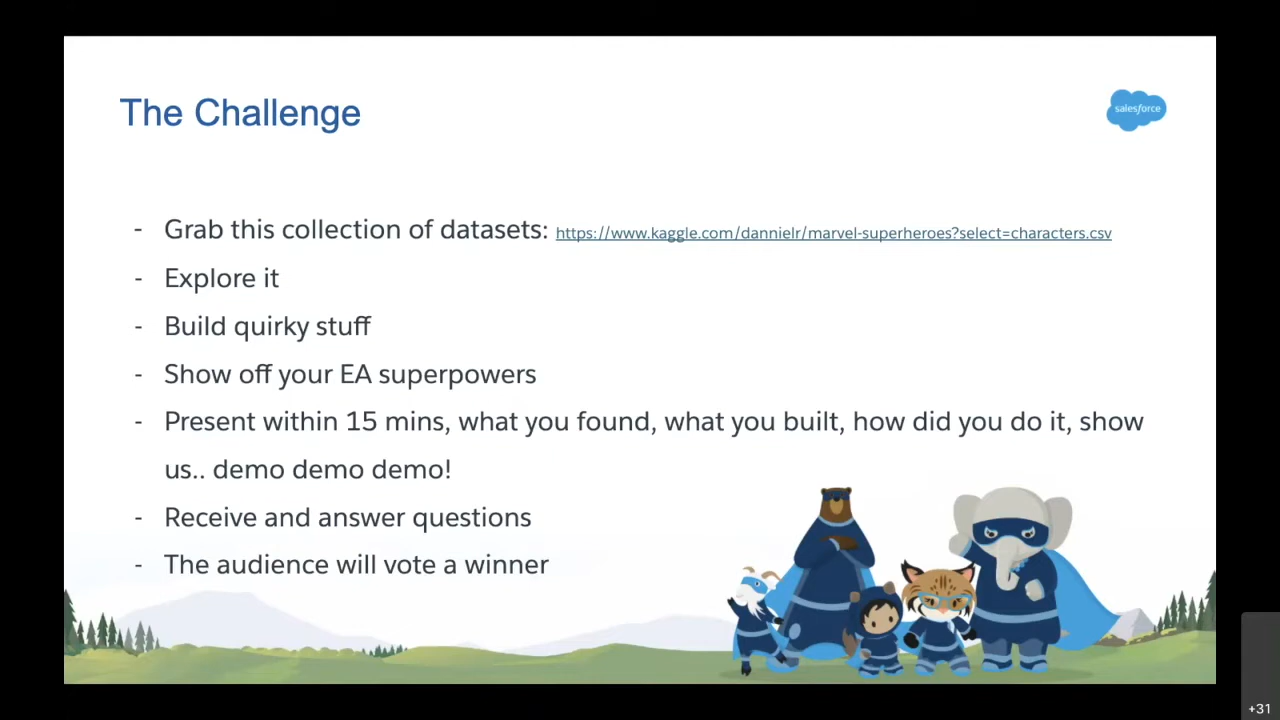 The Challenge
salesforce
- Grab this collection of datasets: https://www.kaggle.com/dannielr/marvel-superheroes?select=characters.csv
- Explore it
- Build quirky stuff
- Show off your EA superpowers
- Present within 15 mins, what you found, what you built, how did you do it, show
us.. demo demo demo!
- Receive and answer questions
- The audience will vote a winner
+31